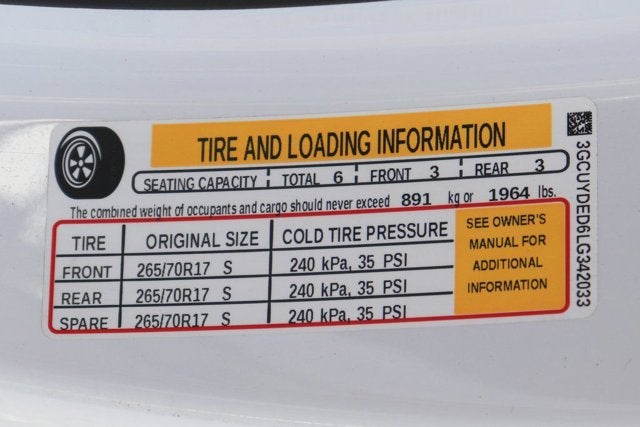 TIRE AND LOADING INFORMATION
SEATING CAPACITY TOTAL 6 FRONT 3 REAR 3
The combined weight of occupants and cargo should never exceed 891 kg or 1964 lbs.
TIRE ORIGINAL SIZE COLD TIRE PRESSURE
FRONT 265/70R17 S 240 kPa, 35 PSI
REAR 265/70R17 S 240 kPa, 35 PSI
SPARE 265/70R17 S 240 kPa, 35 PSI
SEE OWNER'S
MANUAL FOR
ADDITIONAL
INFORMATION
3GCUYDED6LG342033